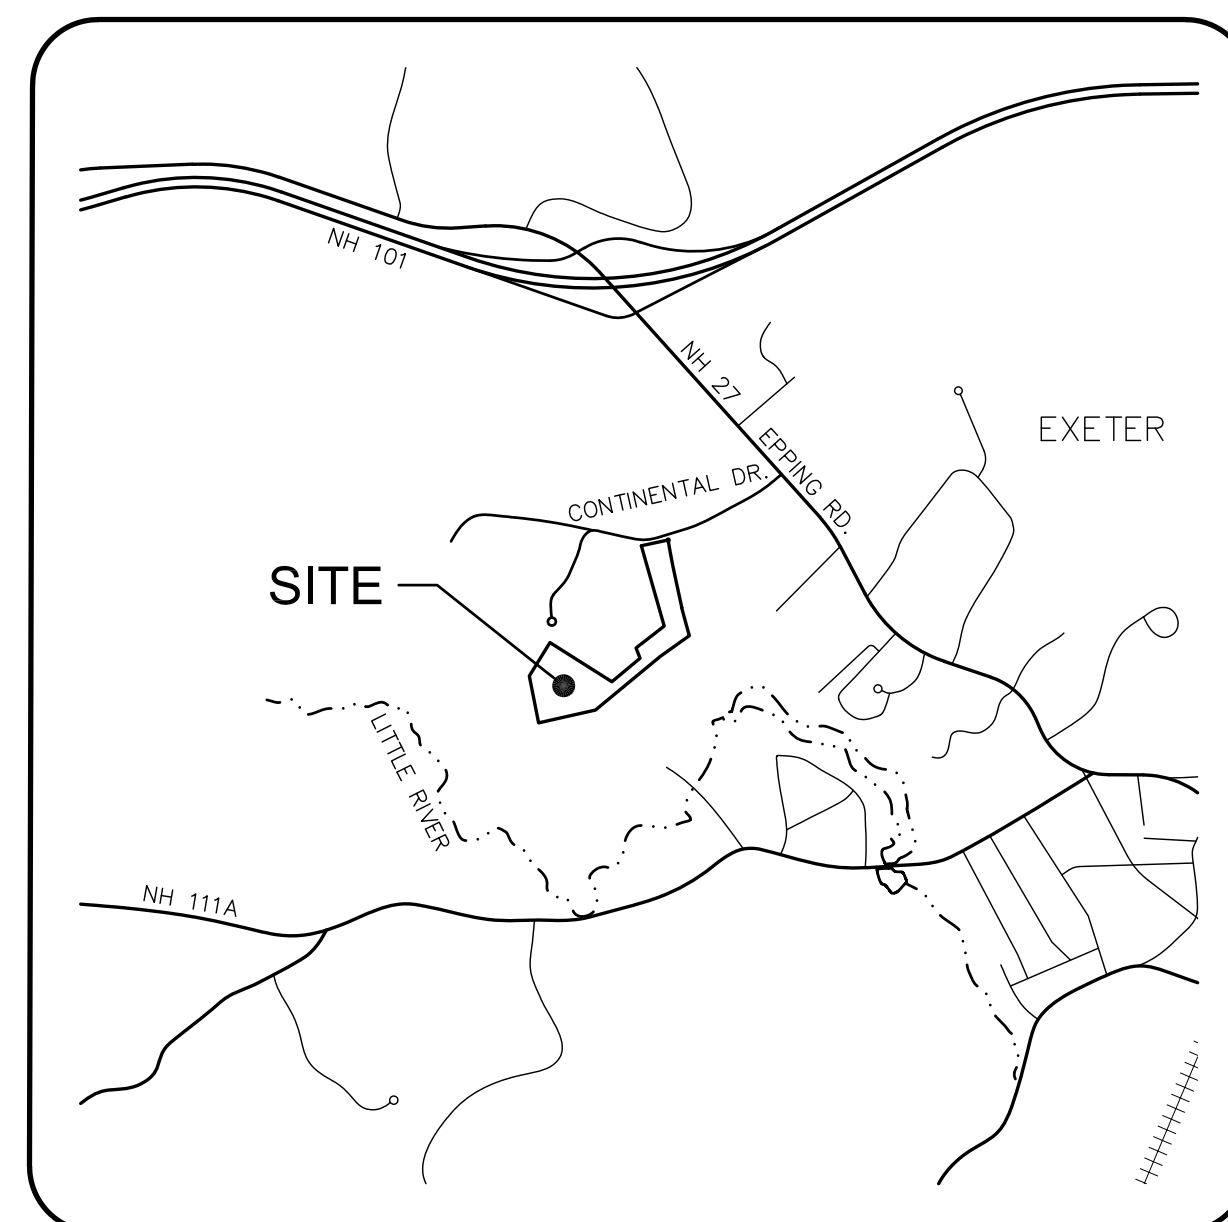 NH 101
NH 27
EPPING RD.
EXETER
CONTINENTAL DR.
SITE
LITTLE RIVER
NH 111A